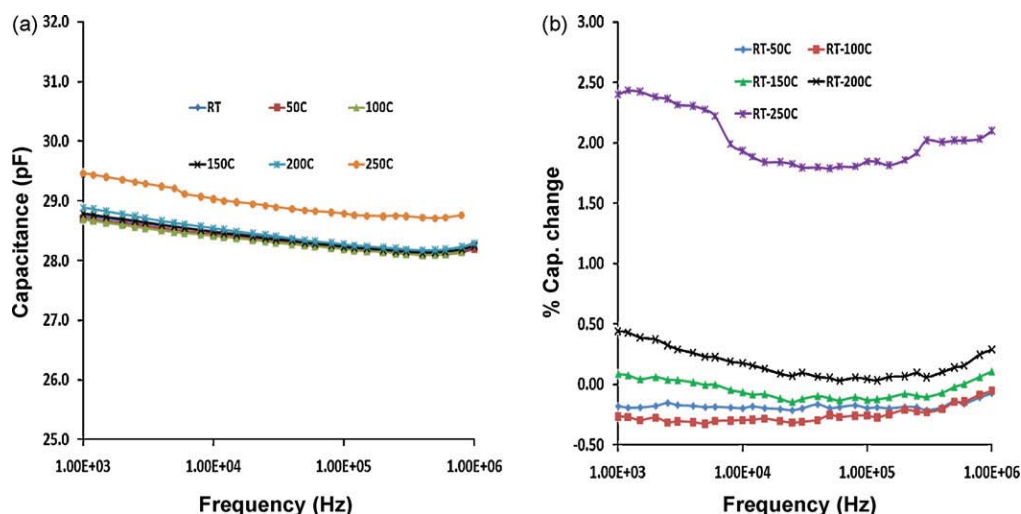 (a)
32.0
31.0
30.0
29.0
28.0
27.0
26.0
25.0
Capacitance (pF)
RT 50C 100C
150C 200C 250C
1.00E+03 1.00E+04 1.00E+05 1.00E+06
Frequency (Hz)
(b)
3.00
2.50
2.00
1.50
1.00
0.50
0.00
-0.50
% Cap. change
RT-50C RT-100C
RT-150C RT-200C
RT-250C
1.00E+03 1.00E+04 1.00E+05 1.00E+06
Frequency (Hz)